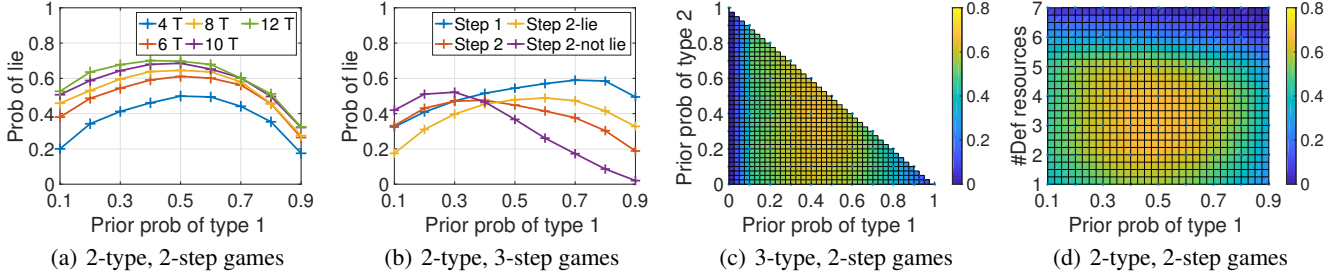 1
0.8
0.6
0.4
0.2
0
0.1 0.3 0.5 0.7 0.9
Prob of lie
Prior prob of type 1
4 T 8 T 12 T
6 T 10 T
(a) 2-type, 2-step games
1
0.8
0.6
0.4
0.2
0
0.1 0.3 0.5 0.7 0.9
Prob of lie
Prior prob of type 1
Step 1 Step 2-lie
Step 2 Step 2-not lie
(b) 2-type, 3-step games
1
0.8
0.6
0.4
0.2
0
0 0.2 0.4 0.6 0.8 1
Prior prob of type 2
Prior prob of type 1
0.8
0.6
0.4
0.2
0
(c) 3-type, 2-step games
7
6
5
4
3
2
1
0.1 0.3 0.5 0.7 0.9
#Def resources
Prior prob of type 1
0.8
0.6
0.4
0.2
0
(d) 2-type, 2-step games